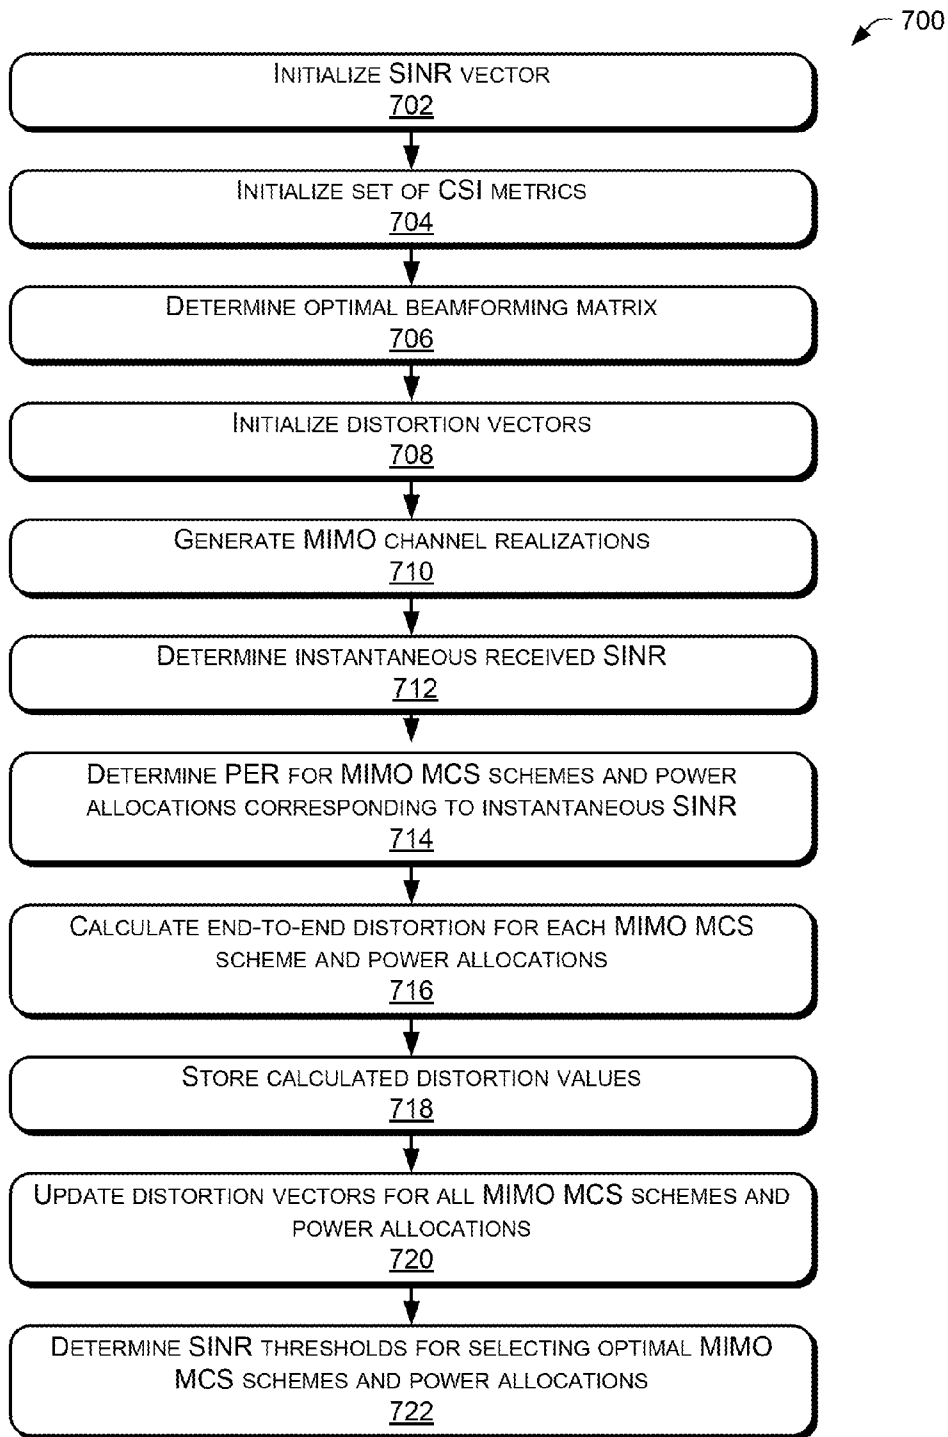 700
INITIALIZE SINR VECTOR
702
INITIALIZE SET OF CSI METRICS
704
DETERMINE OPTIMAL BEAMFORMING MATRIX
706
INITIALIZE DISTORTION VECTORS
708
GENERATE MIMO CHANNEL REALIZATIONS
710
DETERMINE INSTANTANEOUS RECEIVED SINR
712
DETERMINE PER FOR MIMO MCS SCHEMES AND POWER
ALLOCATIONS CORRESPONDING TO INSTANTANEOUS SINR
714
CALCULATE END-TO-END DISTORTION FOR EACH MIMO MCS
SCHEME AND POWER ALLOCATIONS
716
STORE CALCULATED DISTORTION VALUES
718
UPDATE DISTORTION VECTORS FOR ALL MIMO MCS SCHEMES AND
POWER ALLOCATIONS
720
DETERMINE SINR THRESHOLDS FOR SELECTING OPTIMAL MIMO
MCS SCHEMES AND POWER ALLOCATIONS
722